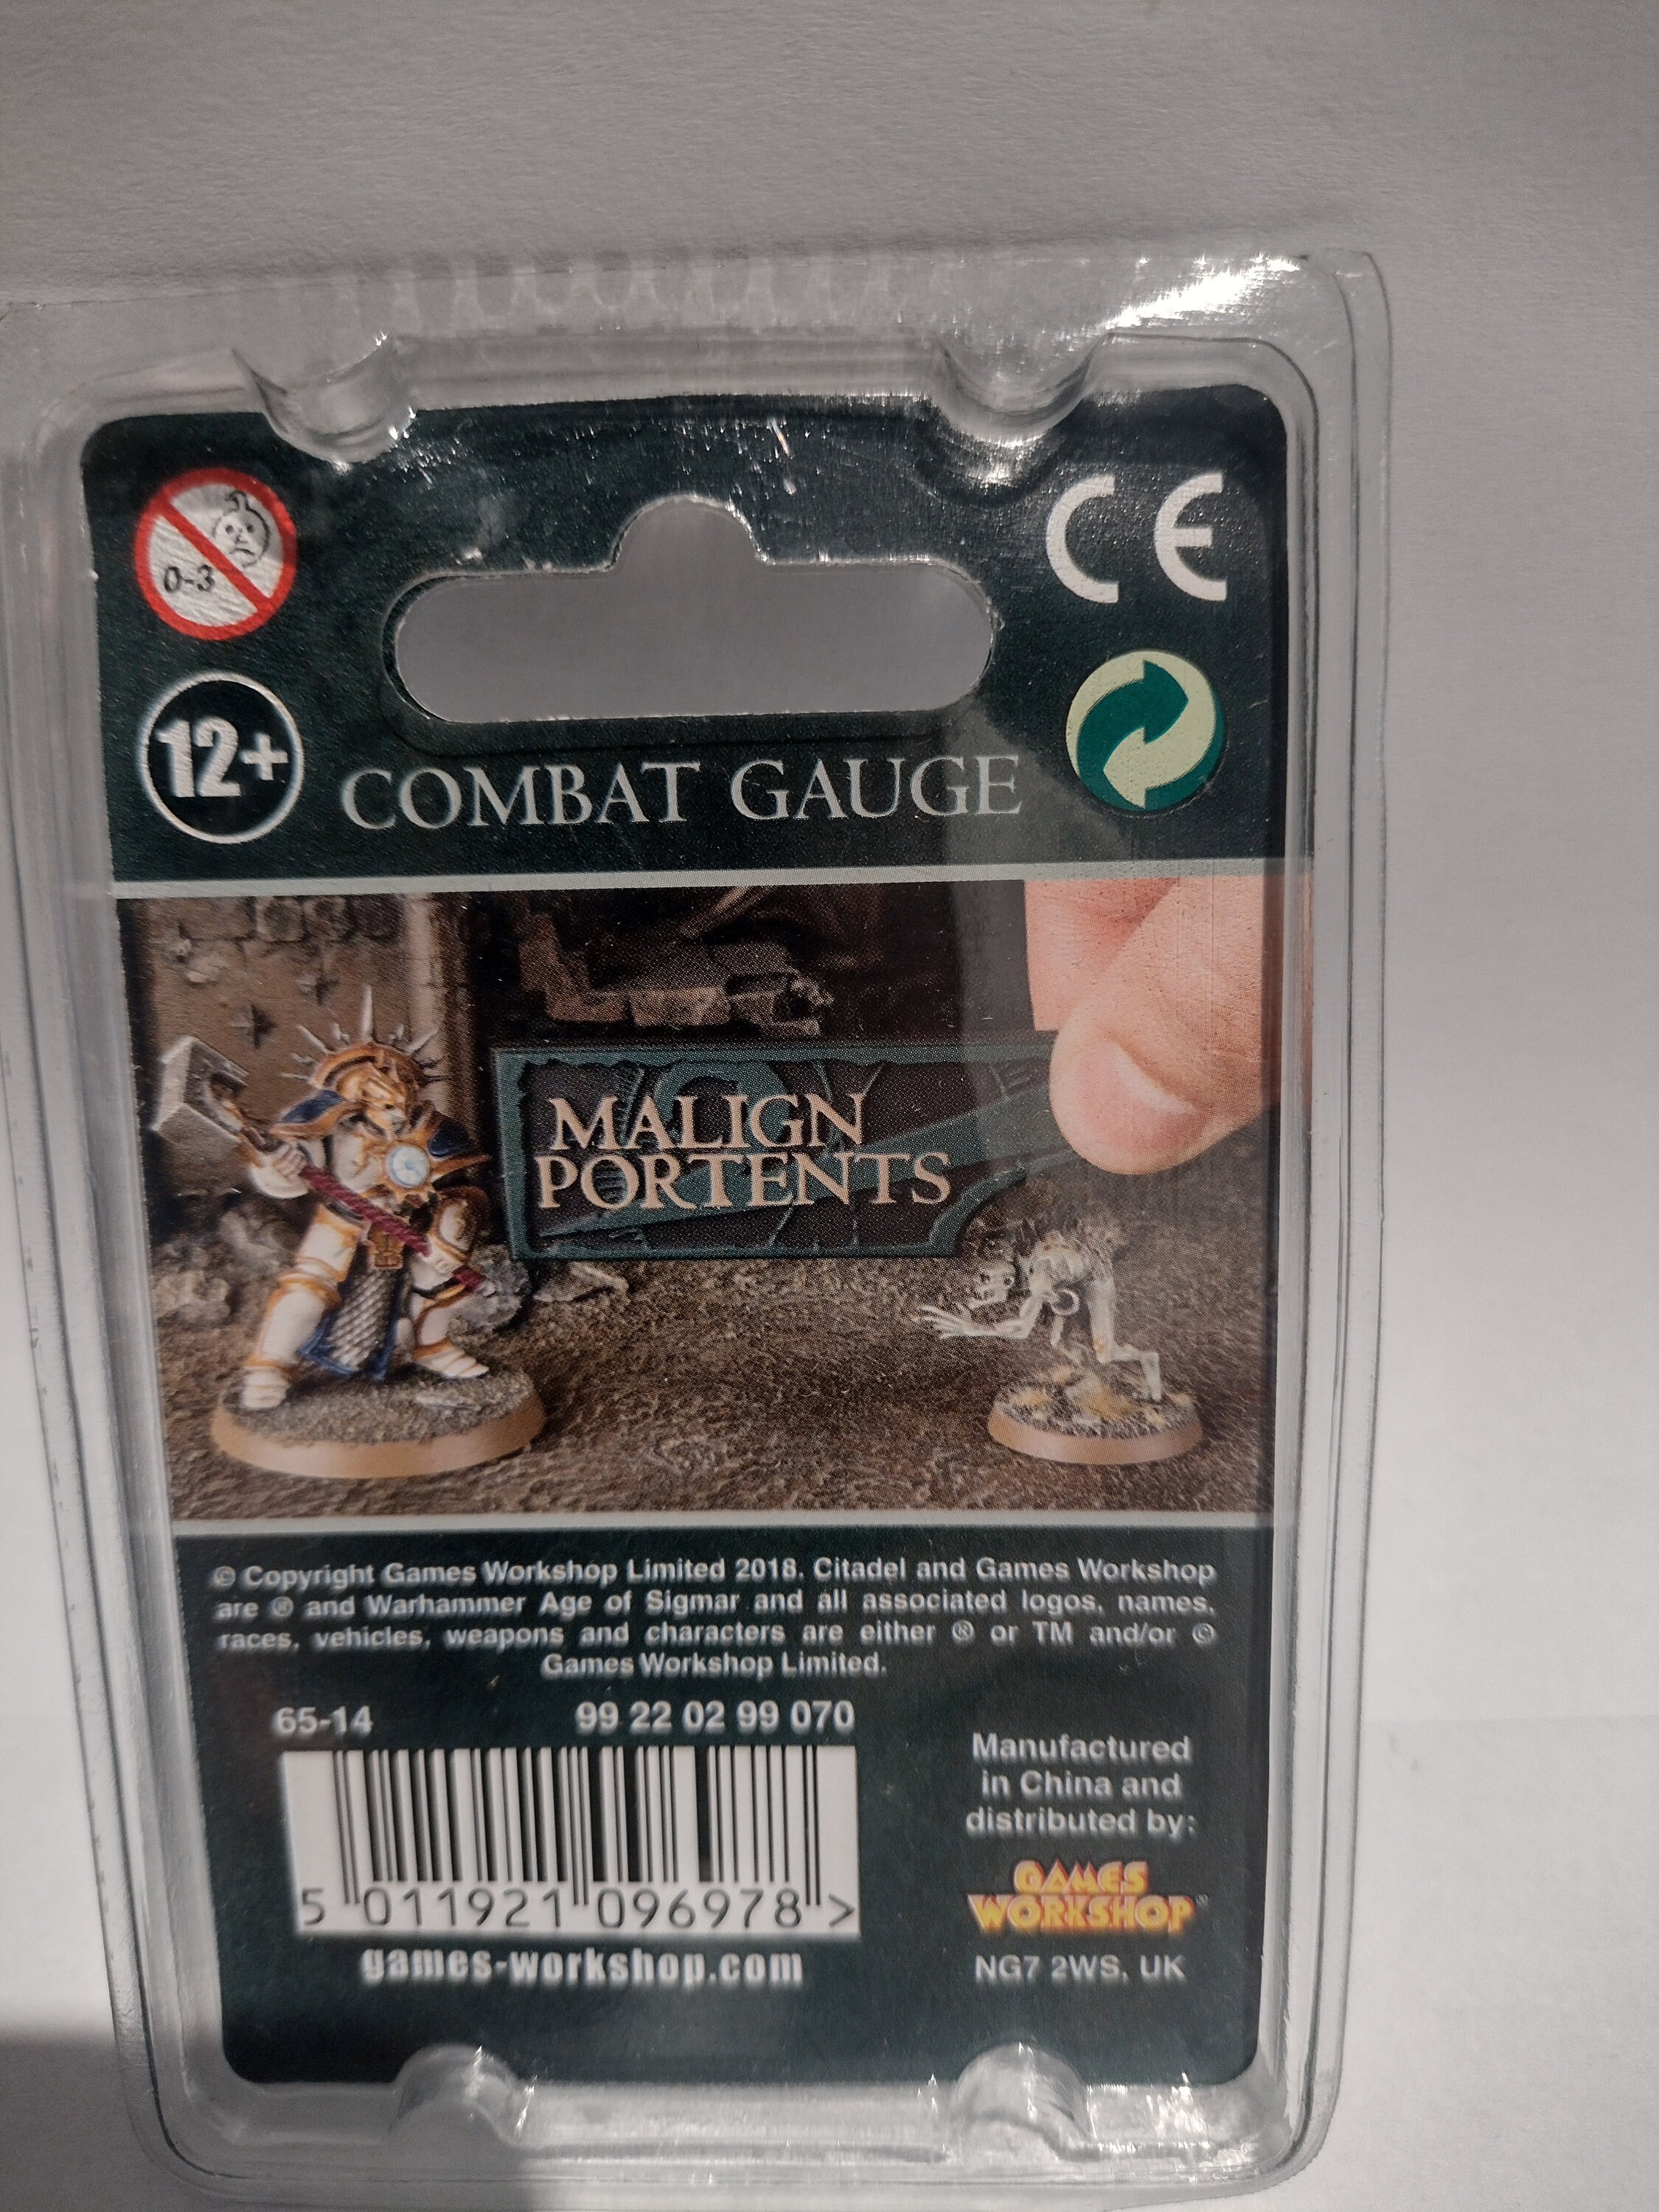 CE
0-3
12+
COMBAT GAUGE
MALIGN
PORTENTS
© Copyright Games Workshop Limited 2018. Citadel and Games Workshop
are ® and Warhammer Age of Sigmar and all associated logos, names,
races, vehicles, weapons and characters are either ® or TM and/or ©
Games Workshop Limited.
65-14 99 22 02 99 070
5 011921 096978 >
games-workshop.com
Manufactured
in China and
distributed by:
GAMES
WORKSHOP®
NG7 2WS, UK